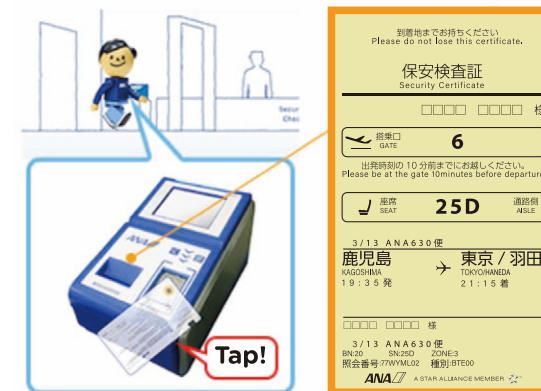 Tap!
ANA
到着地までお持ちください
Please do not lose this certificate.
保安検査証
Security Certificate
□□□□ □□□□ 様
搭乗口
GATE
6
出発時刻の 10 分前までにお越しください。
Please be at the gate 10minutes before departure
座席
SEAT
25D
通路側
AISLE
3/13 ANA630便
鹿児島 → 東京 / 羽田
KAGOSHIMA TOKYO/HANEDA
19:35発 21:15着
□□□□ □□□□ 様
3/13 ANA630便
BN:20 SN:25D ZONE:3
照会番号:77WYML02 種別:BTE00
ANA A STAR ALLIANCE MEMBER